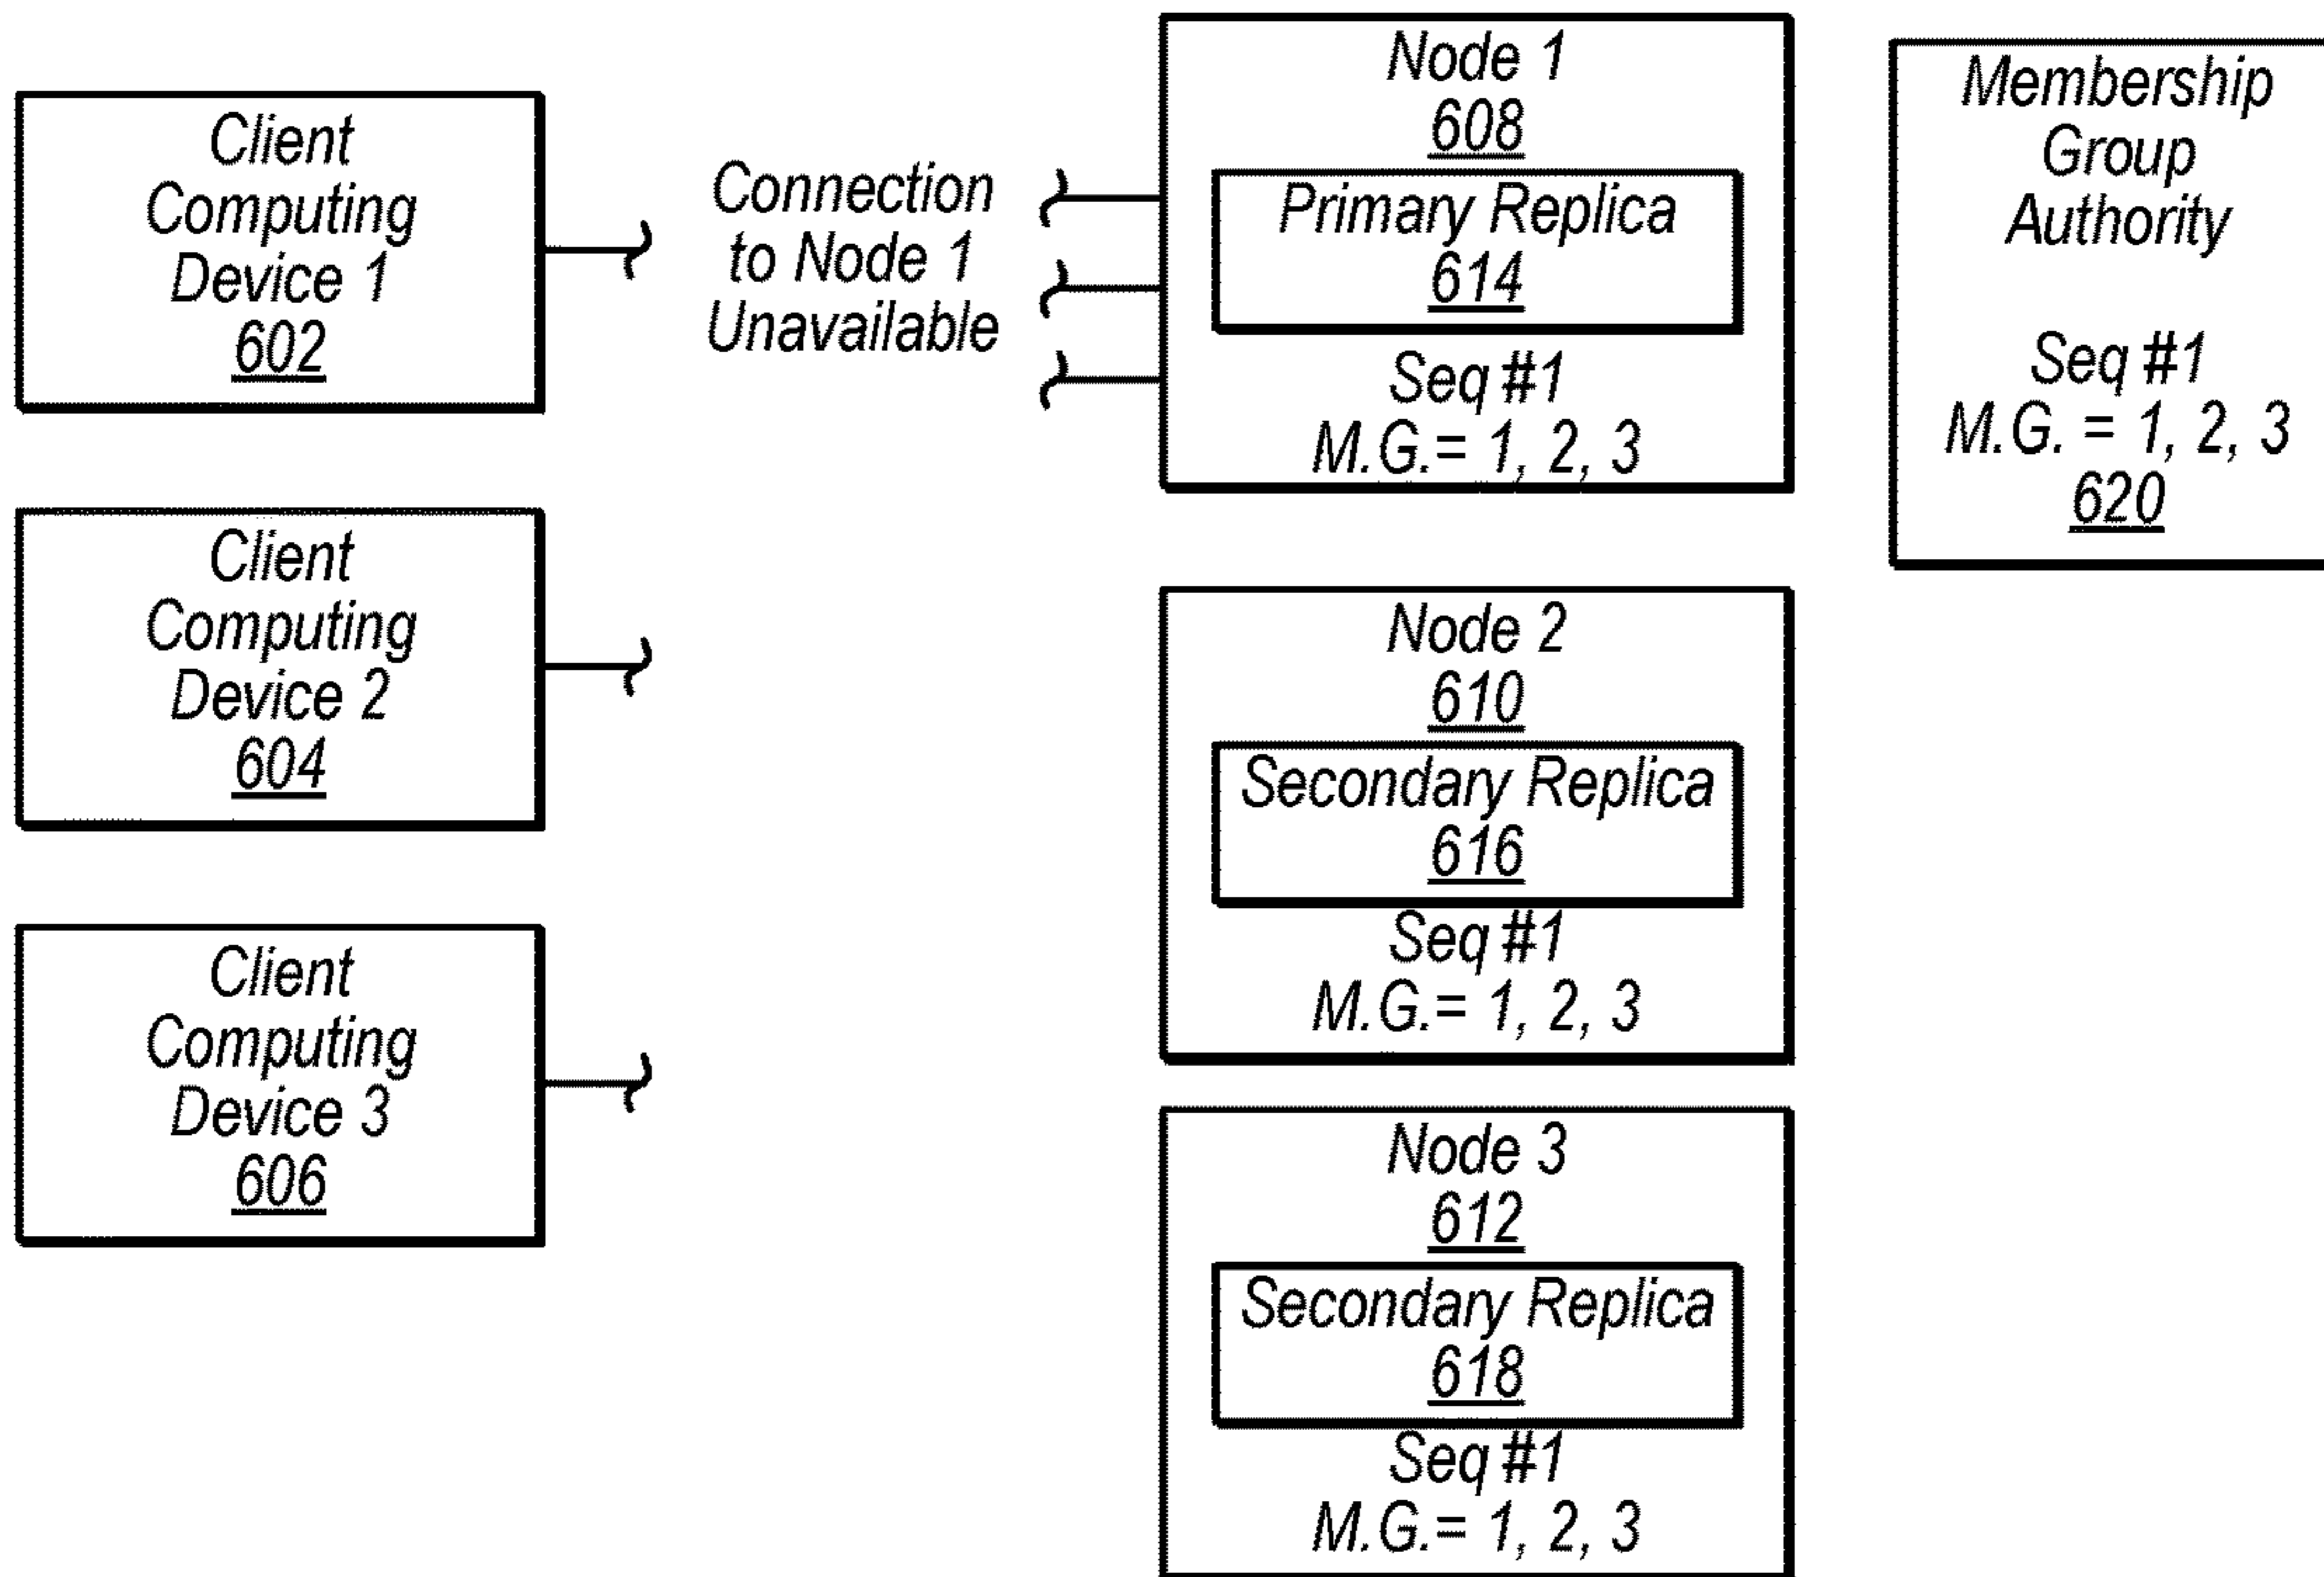 Client
Computing
Device 1
602
Connection
to Node 1
Unavailable
Node 1
608
Primary Replica
614
Seq #1
M.G.= 1, 2, 3
Membership
Group
Authority
Seq #1
M.G. = 1, 2, 3
620
Client
Computing
Device 2
604
Node 2
610
Secondary Replica
616
Seq #1
M.G.= 1, 2, 3
Client
Computing
Device 3
606
Node 3
612
Secondary Replica
618
Seq #1
M.G.= 1, 2, 3